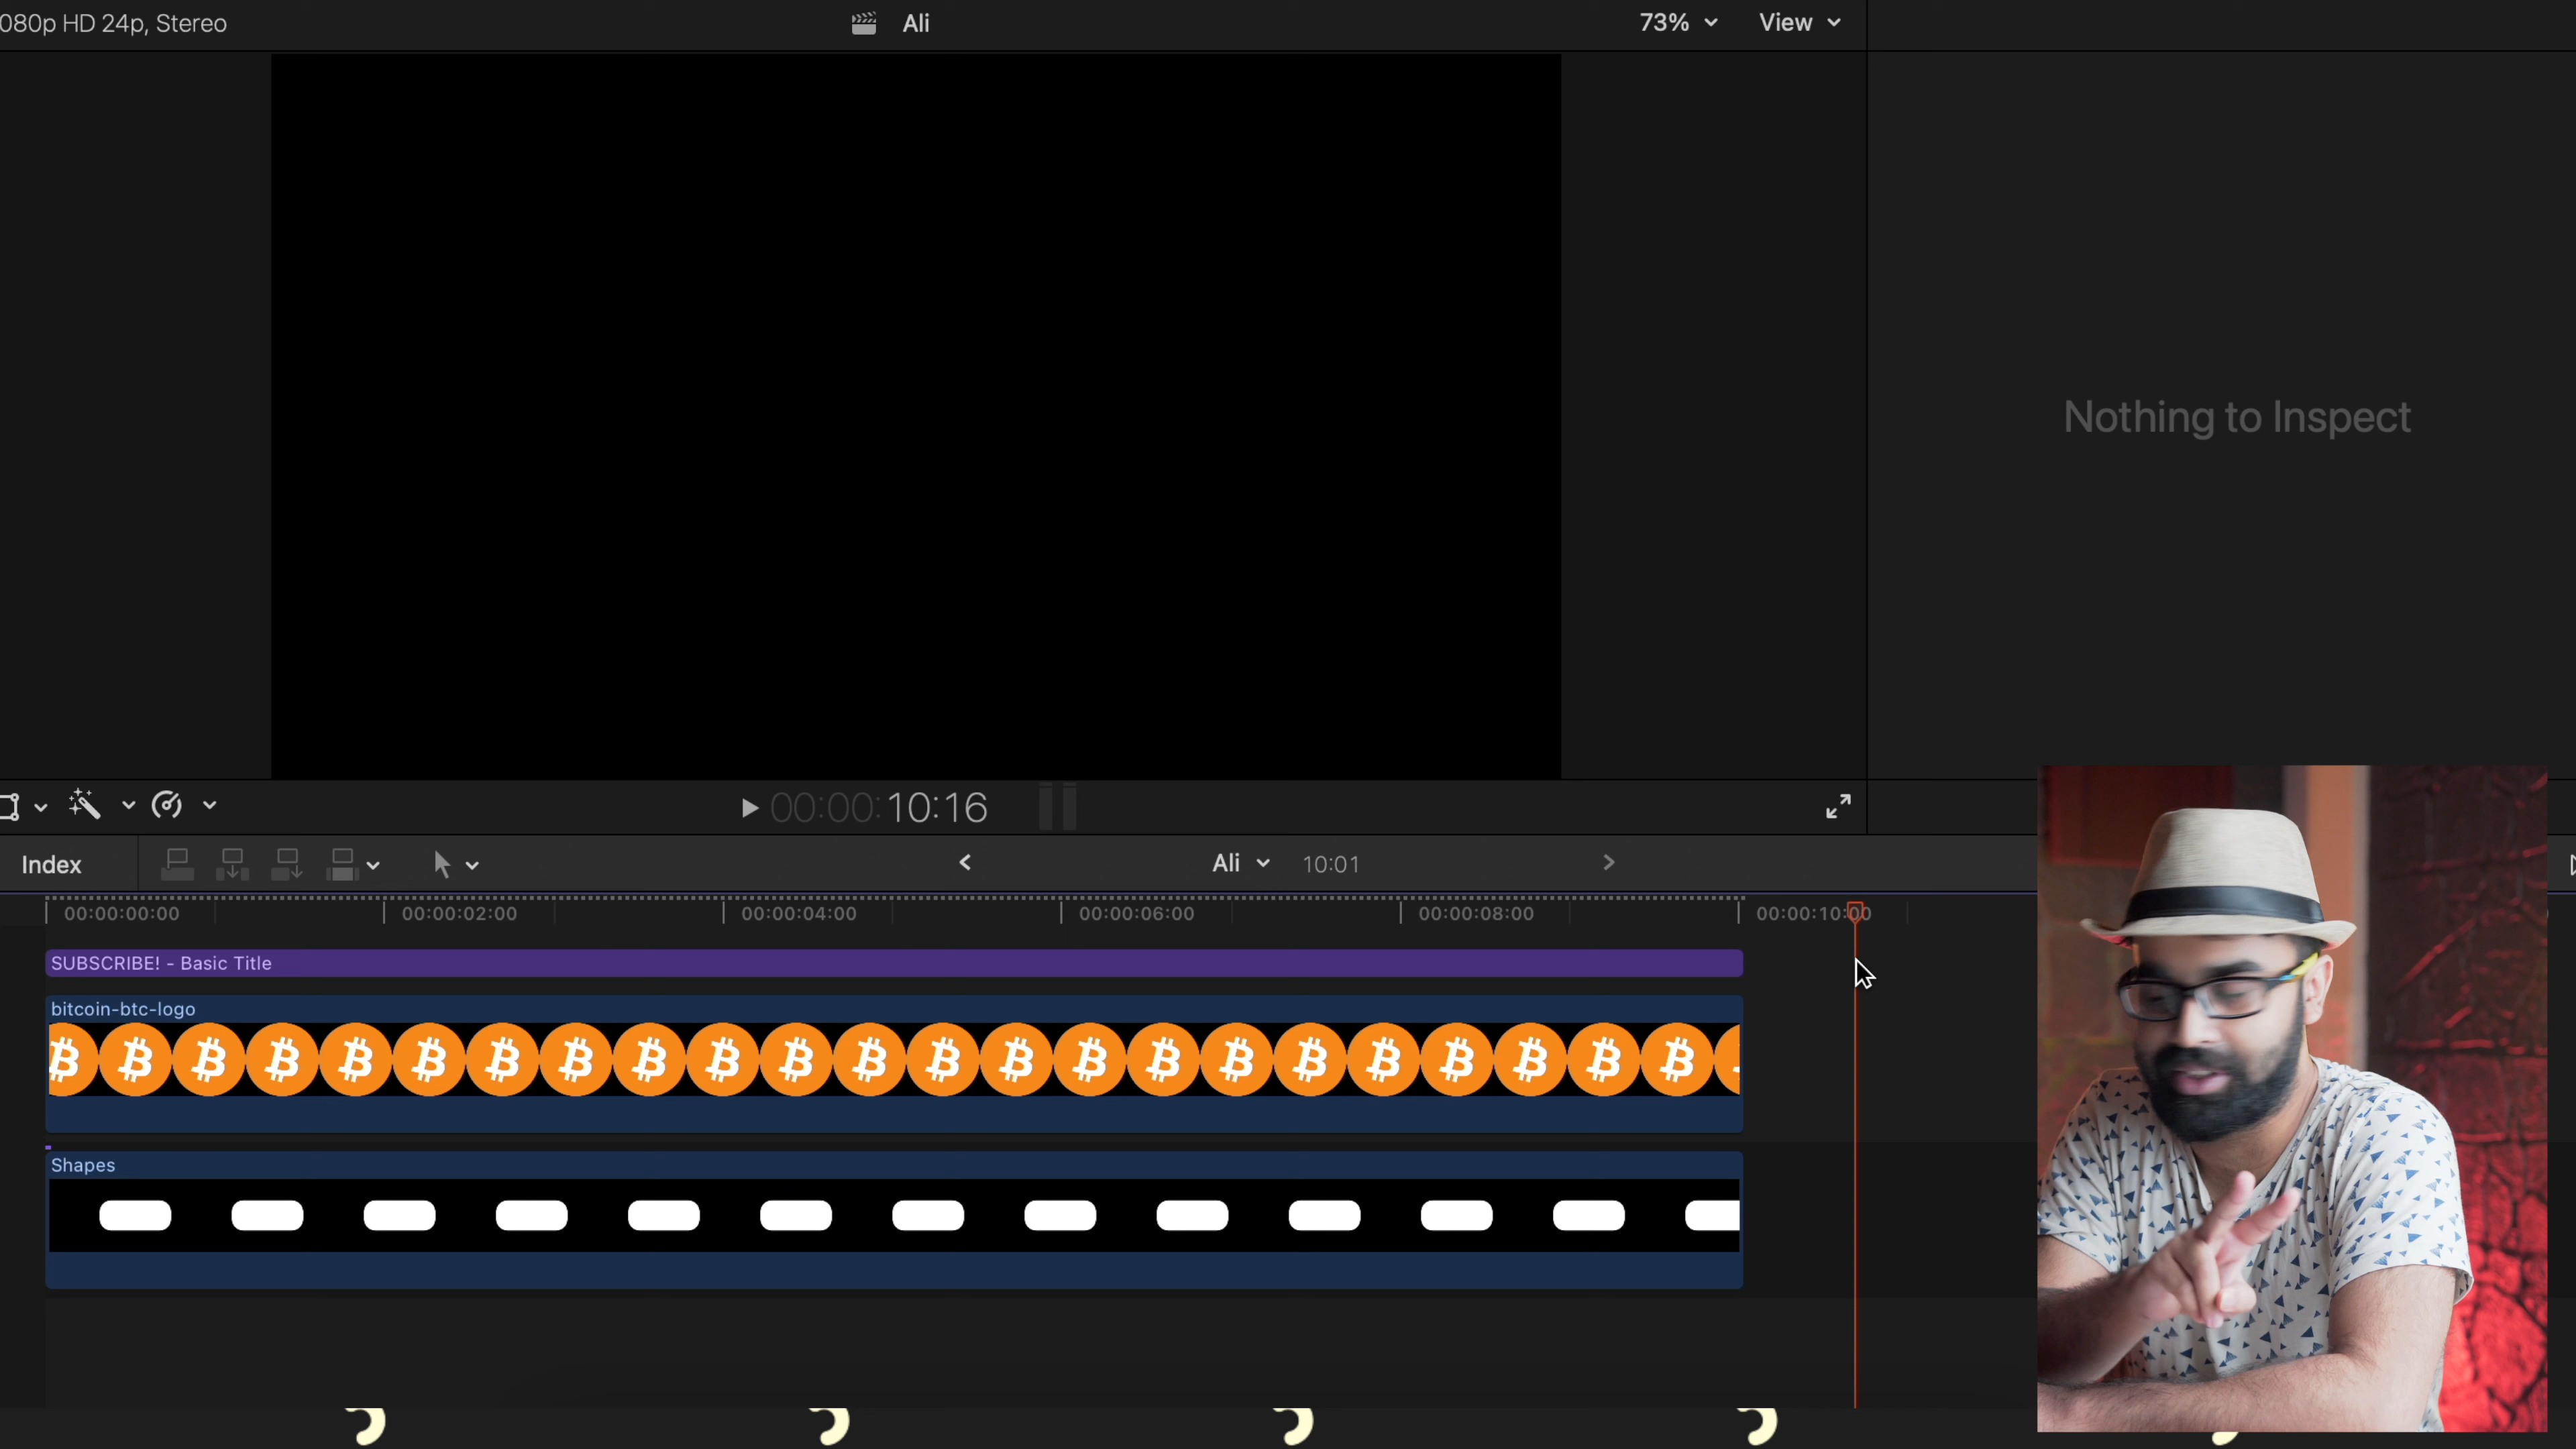 080p HD 24p, Stereo
Ali
73%
View
Nothing to Inspect
00:00:10:16
Index
Ali
10:01
00:00:00:00
00:00:02:00
00:00:04:00
00:00:06:00
00:00:08:00
00:00:10:00
SUBSCRIBE! - Basic Title
bitcoin-btc-logo
Shapes